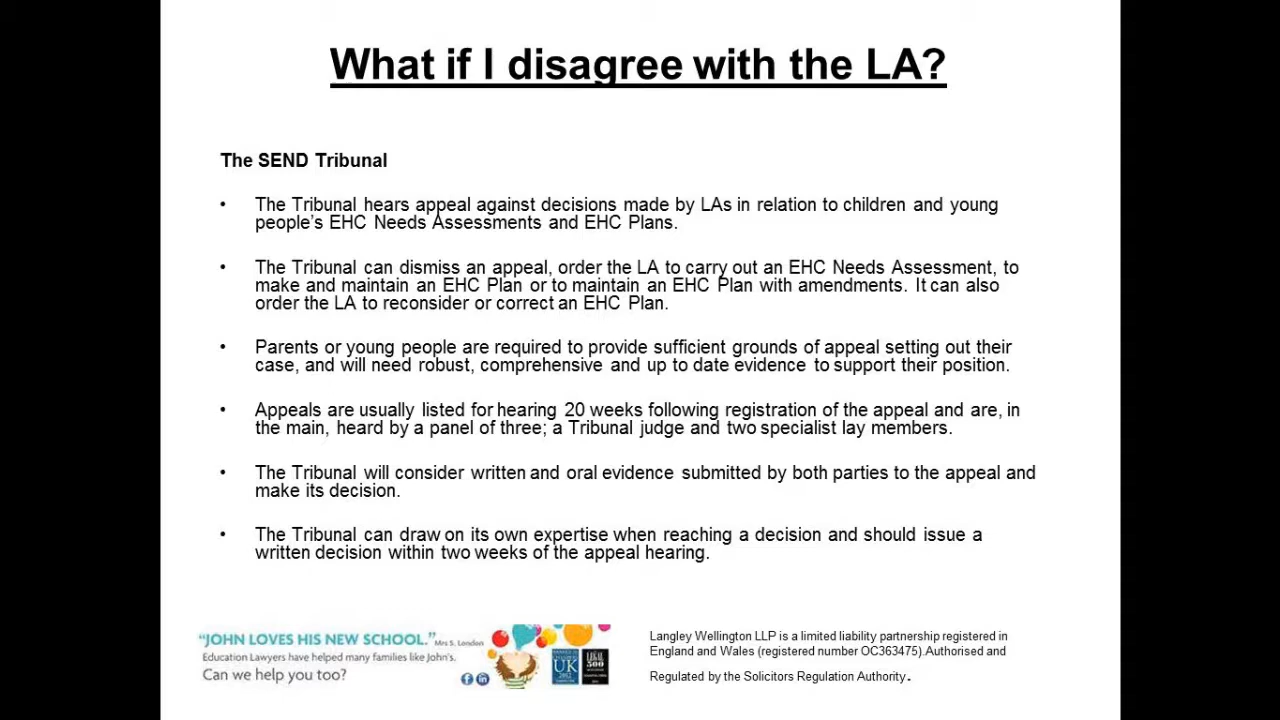 What if I disagree with the LA?
The SEND Tribunal
• The Tribunal hears appeal against decisions made by LAs in relation to children and young
people's EHC Needs Assessments and EHC Plans.
• The Tribunal can dismiss an appeal, order the LA to carry out an EHC Needs Assessment, to
make and maintain an EHC Plan or to maintain an EHC Plan with amendments. It can also
order the LA to reconsider or correct an EHC Plan.
• Parents or young people are required to provide sufficient grounds of appeal setting out their
case, and will need robust, comprehensive and up to date evidence to support their position.
• Appeals are usually listed for hearing 20 weeks following registration of the appeal and are, in
the main, heard by a panel of three; a Tribunal judge and two specialist lay members.
• The Tribunal will consider written and oral evidence submitted by both parties to the appeal and
make its decision.
• The Tribunal can draw on its own expertise when reaching a decision and should issue a
written decision within two weeks of the appeal hearing.
"JOHN LOVES HIS NEW SCHOOL." Mrs S. London
Education Lawyers have helped many families like John's.
Can we help you too?
UK
500
Langley Wellington LLP is a limited liability partnership registered in
England and Wales (registered number OC363475).Authorised and
Regulated by the Solicitors Regulation Authority.